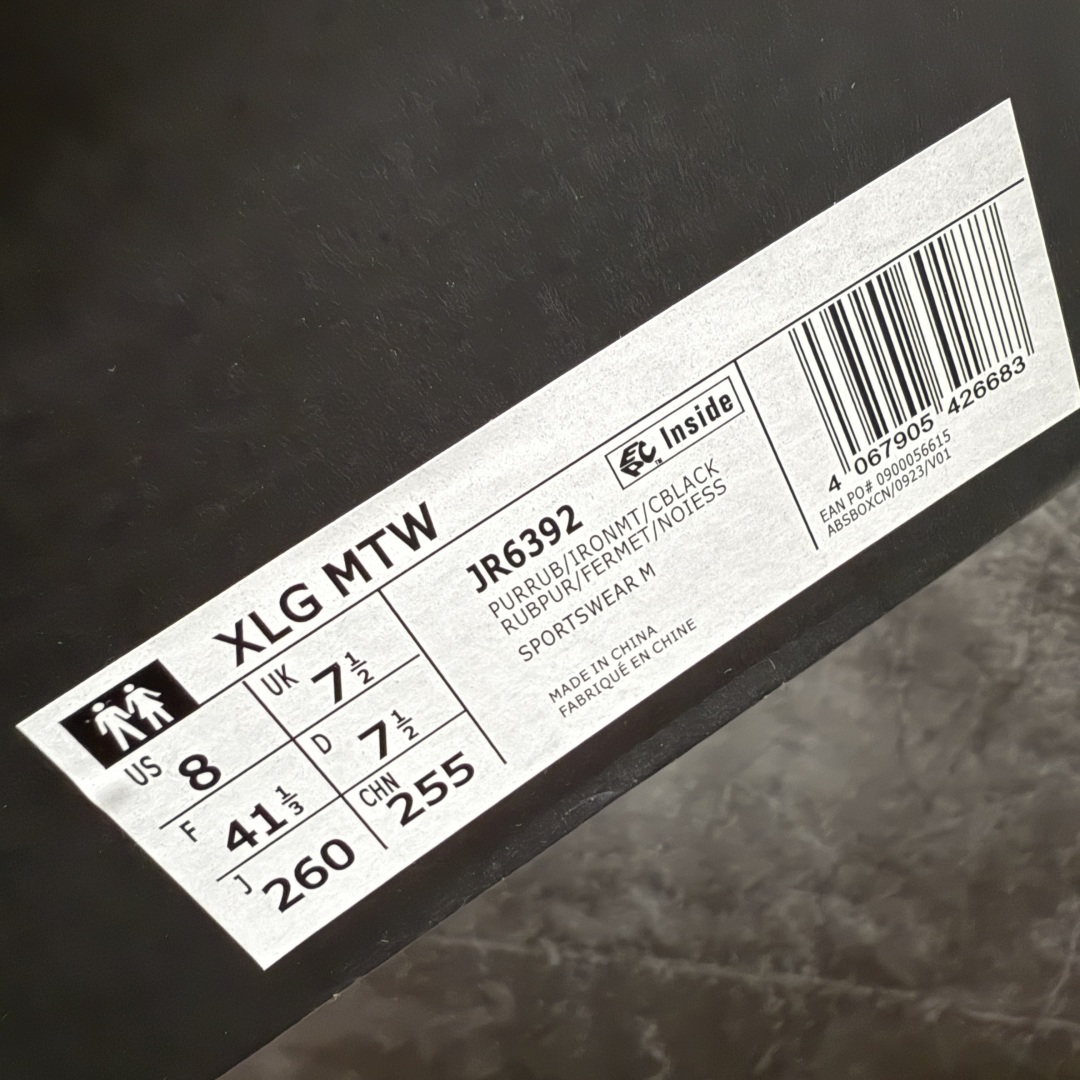 XLG MTW
US 8
UK 7½
F 41⅓
D 7½
J 260
CHN 255
EPC™ Inside
JR6392
PURRUB/IRONMT/CBLACK
RUBPUR/FERMET/NOIESS
SPORTSWEAR M
MADE IN CHINA
FABRIQUÉ EN CHINE
4 067905 426683
EAN PO# 0900056615
ABSBOXCN/0923/V01